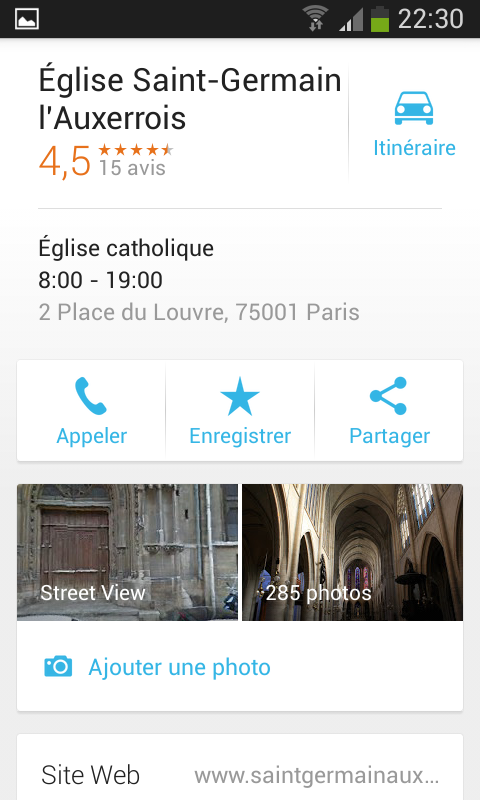 22:30
Église Saint-Germain
l'Auxerrois
4,5
15 avis
Itinéraire
Église catholique
8:00 - 19:00
2 Place du Louvre, 75001 Paris
Appeler
Enregistrer
Partager
Street View
285 photos
Ajouter une photo
Site Web www.saintgermainaux...